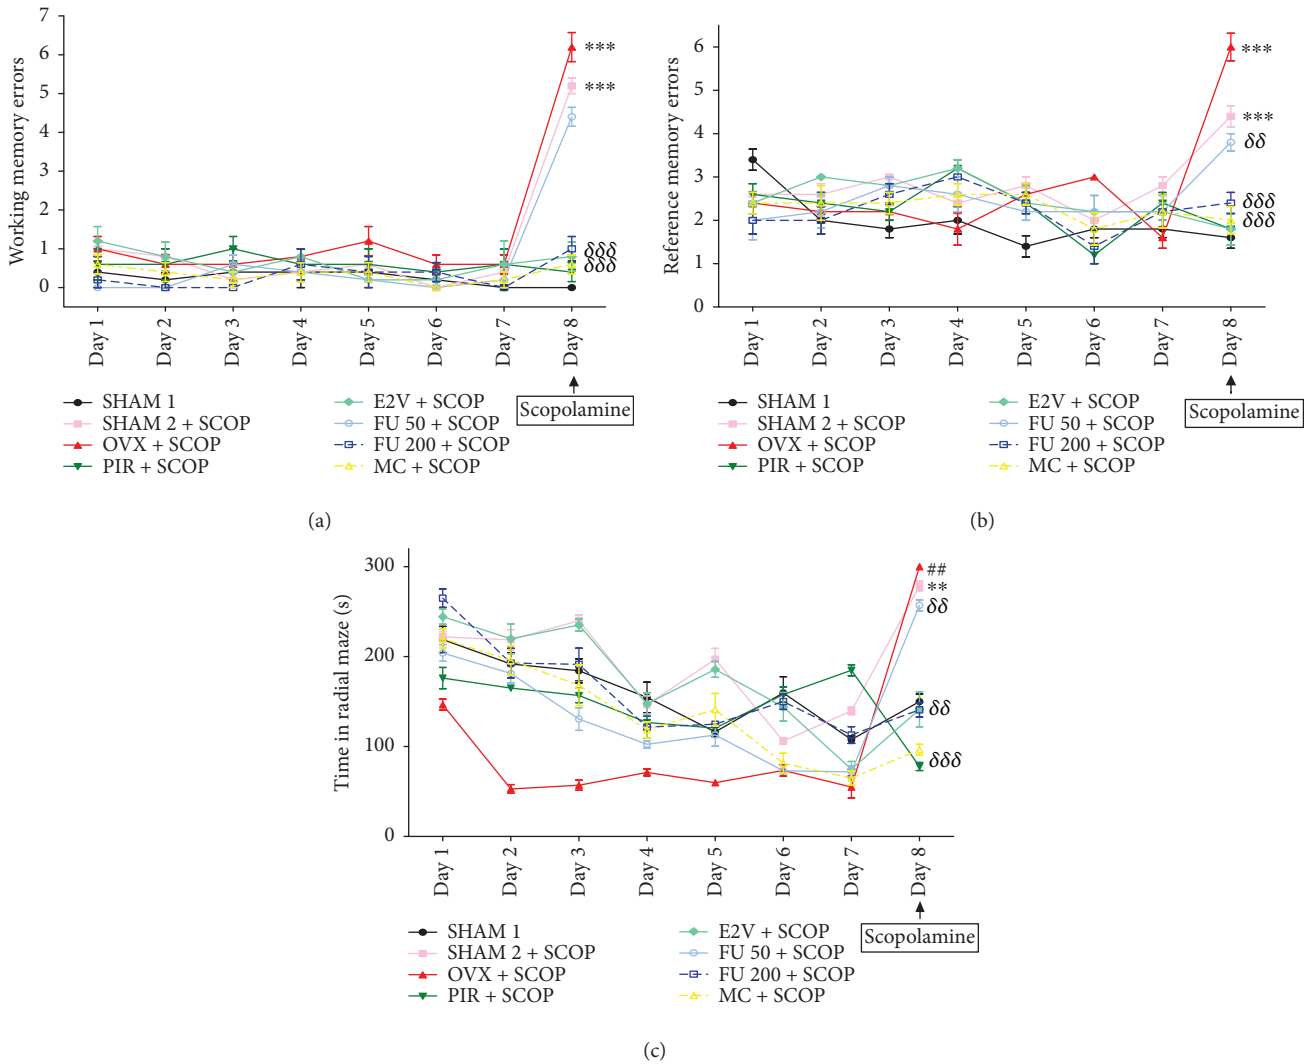 Working memory errors
7
6
5
4
3
2
1
0
***
***
δδδ
δδδ
Day 1
Day 2
Day 3
Day 4
Day 5
Day 6
Day 7
Day 8
Scopolamine
SHAM 1
SHAM 2 + SCOP
OVX + SCOP
PIR + SCOP
E2V + SCOP
FU 50 + SCOP
FU 200 + SCOP
MC + SCOP
(a)
Reference memory errors
6
5
4
3
2
1
0
***
***
δδ
δδδ
δδδ
Day 1
Day 2
Day 3
Day 4
Day 5
Day 6
Day 7
Day 8
Scopolamine
SHAM 1
SHAM 2 + SCOP
OVX + SCOP
PIR + SCOP
E2V + SCOP
FU 50 + SCOP
FU 200 + SCOP
MC + SCOP
(b)
Time in radial maze (s)
300
200
100
0
##
**
δδ
δδ
δδδ
Day 1
Day 2
Day 3
Day 4
Day 5
Day 6
Day 7
Day 8
Scopolamine
SHAM 1
SHAM 2 + SCOP
OVX + SCOP
PIR + SCOP
E2V + SCOP
FU 50 + SCOP
FU 200 + SCOP
MC + SCOP
(c)